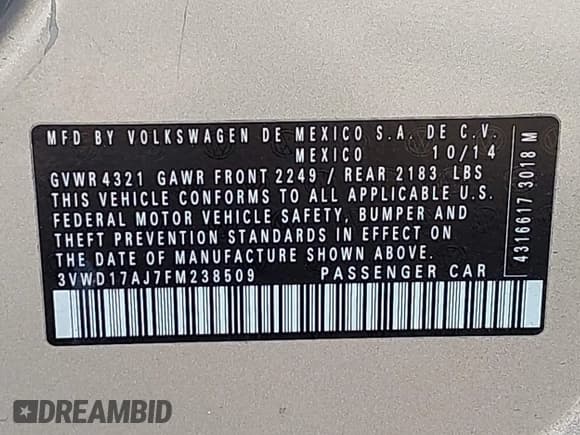 MFD BY VOLKSWAGEN DE MEXICO S.A. DE C.V.
MEXICO 10/14
GVWR 4321 GAWR FRONT 2249 / REAR 2183 LBS
THIS VEHICLE CONFORMS TO ALL APPLICABLE U.S.
FEDERAL MOTOR VEHICLE SAFETY, BUMPER AND
THEFT PREVENTION STANDARDS IN EFFECT ON
THE DATE OF MANUFACTURE SHOWN ABOVE.
3VWD17AJ7FM238509 PASSENGER CAR
4316617 3018 M
DREAMBID